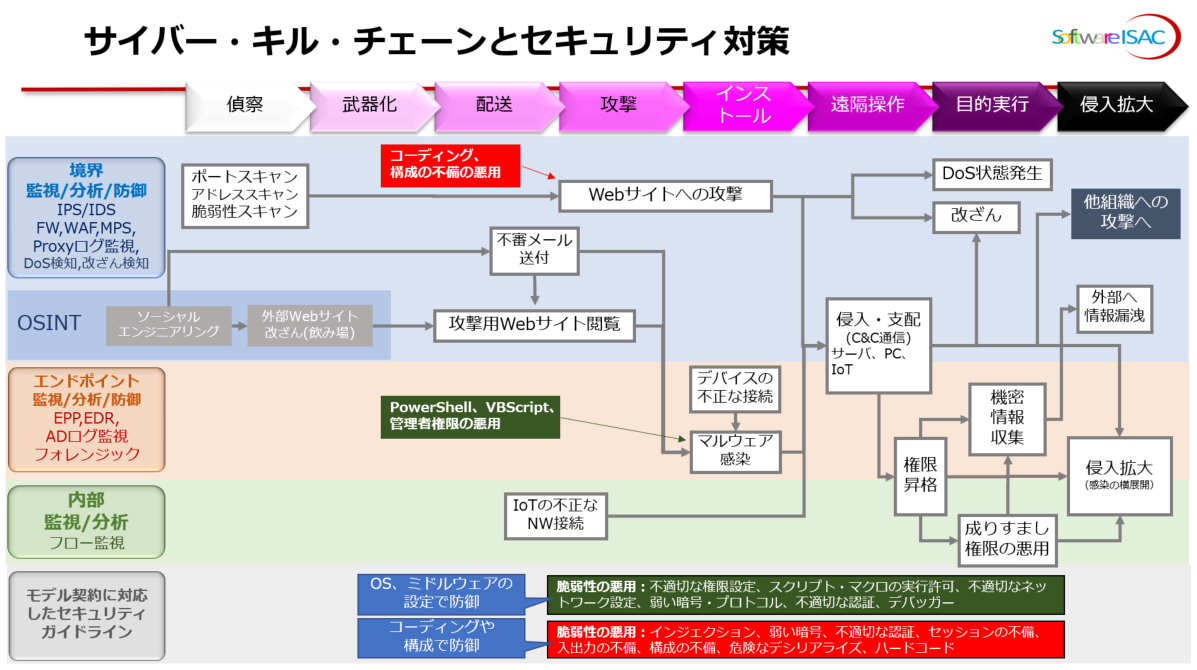 サイバー・キル・チェーンとセキュリティ対策
SoftwareISAC
偵察
武器化
配送
攻撃
インス
トール
遠隔操作
目的実行
侵入拡大
境界
監視/分析/防御
IPS/IDS
FW,WAF,MPS,
Proxyログ監視,
DoS検知,改ざん検知
ポートスキャン
アドレススキャン
脆弱性スキャン
コーディング、
構成の不備の悪用
Webサイトへの攻撃
DoS状態発生
改ざん
他組織への
攻撃へ
不審メール
送付
OSINT
ソーシャル
エンジニアリング
外部Webサイト
改ざん(飲み場)
攻撃用Webサイト閲覧
侵入・支配
(C&C通信)
サーバ、PC、
IoT
外部へ
情報漏洩
エンドポイント
監視/分析/防御
EPP,EDR,
ADログ監視
フォレンジック
PowerShell、VBScript、
管理者権限の悪用
デバイスの
不正な接続
マルウェア
感染
機密
情報
収集
権限
昇格
侵入拡大
(感染の横展開)
内部
監視/分析
フロー監視
IoTの不正な
NW接続
成りすまし
権限の悪用
モデル契約に対応
したセキュリティ
ガイドライン
OS、ミドルウェアの
設定で防御
脆弱性の悪用：不適切な権限設定、スクリプト・マクロの実行許可、不適切なネッ
トワーク設定、弱い暗号・プロトコル、不適切な認証、デバッガー
コーディングや
構成で防御
脆弱性の悪用：インジェクション、弱い暗号、不適切な認証、セッションの不備、
入出力の不備、構成の不備、危険なデシリアライズ、ハードコード